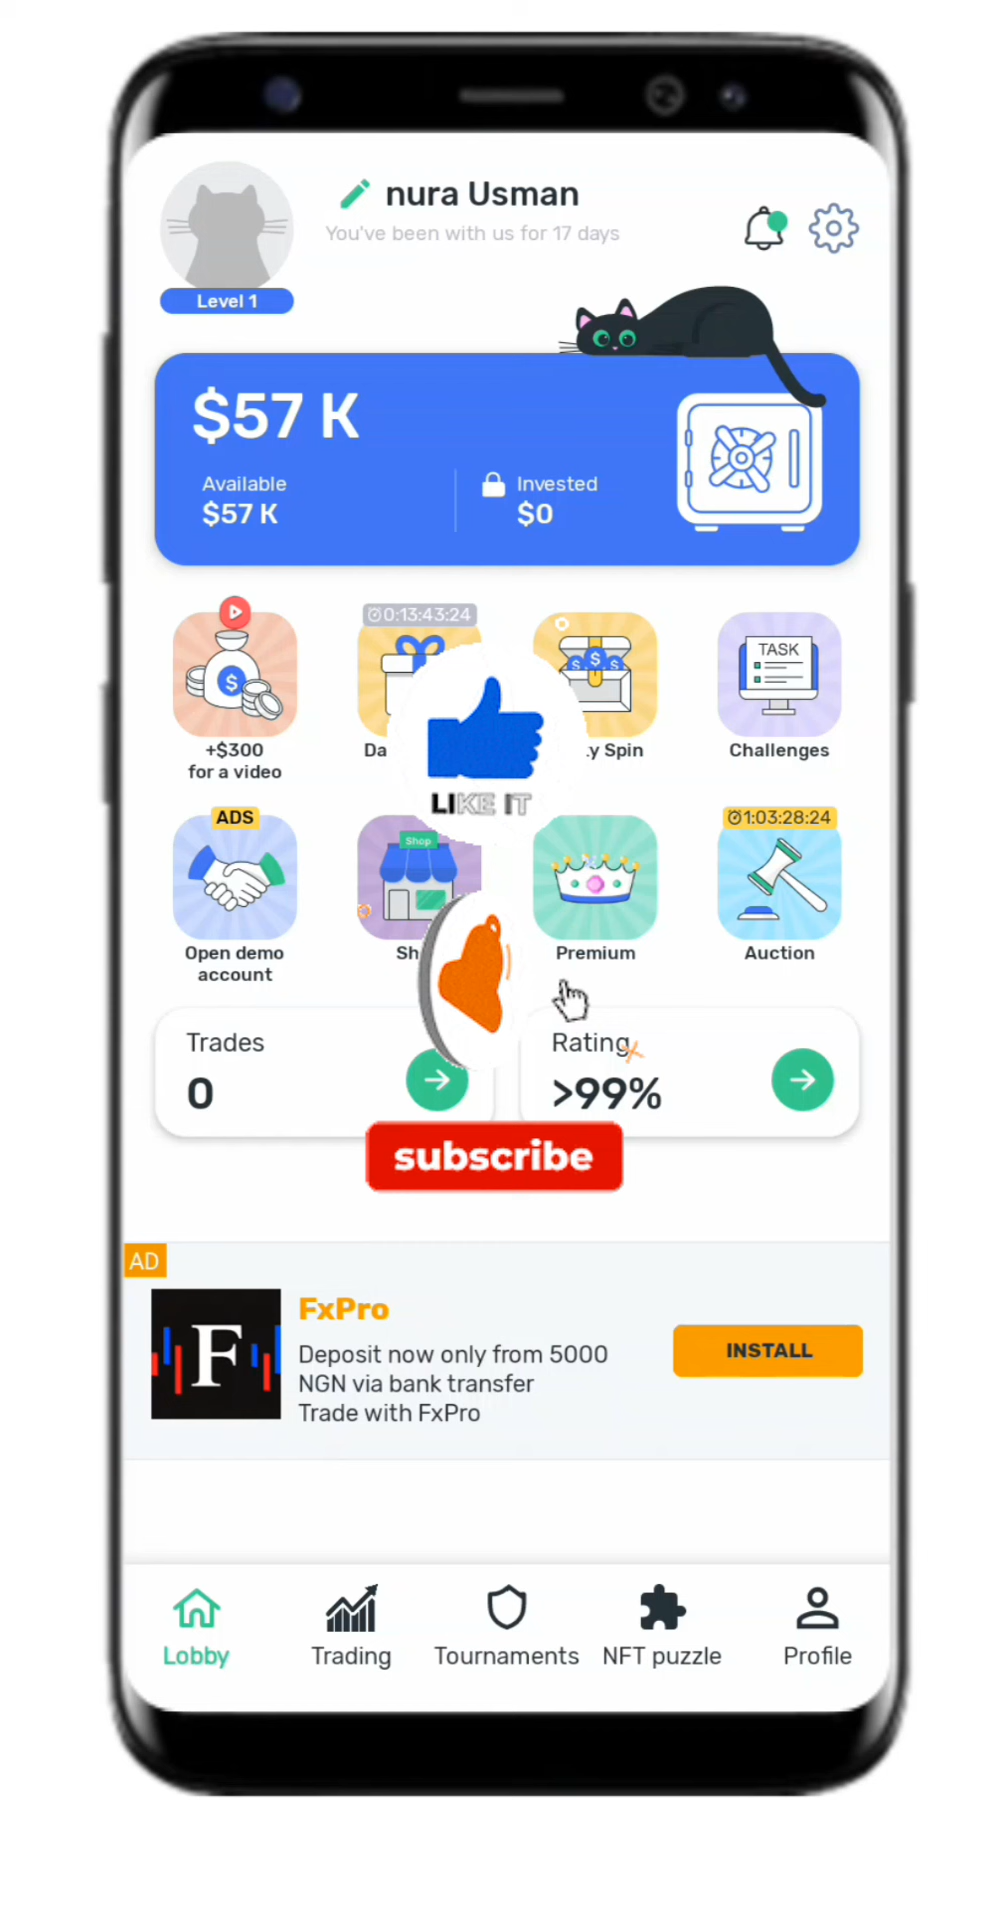 nura Usman
You've been with us for 17 days
Level 1
$57 K
Available
$57 K
Invested
$0
0:13:43:24
TASK
+$300
for a video
Spin
Challenges
LIKE IT
ADS
Shop
1:03:28:24
Open demo
account
Premium
Auction
Trades
0
Rating
>99%
subscribe
AD
F
FxPro
Deposit now only from 5000
NGN via bank transfer
Trade with FxPro
INSTALL
Lobby
Trading
Tournaments
NFT puzzle
Profile